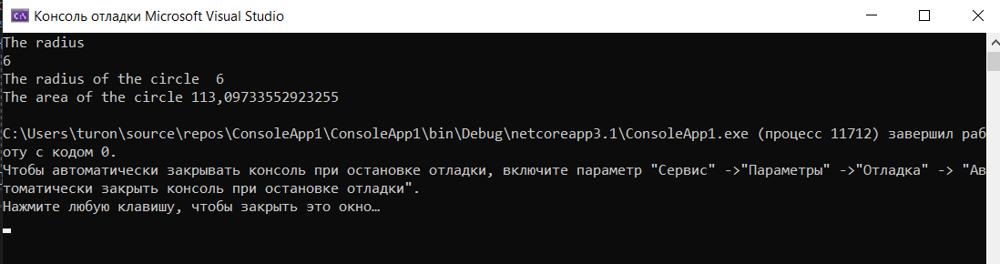 Консоль отладки Microsoft Visual Studio
The radius
6
The radius of the circle  6
The area of the circle 113,09733552923255
C:\Users\turon\source\repos\ConsoleApp1\ConsoleApp1\bin\Debug\netcoreapp3.1\ConsoleApp1.exe (процесс 11712) завершил раб
оту с кодом 0.
Чтобы автоматически закрывать консоль при остановке отладки, включите параметр "Сервис" ->"Параметры" ->"Отладка" -> "Ав
томатически закрыть консоль при остановке отладки".
Нажмите любую клавишу, чтобы закрыть это окно…